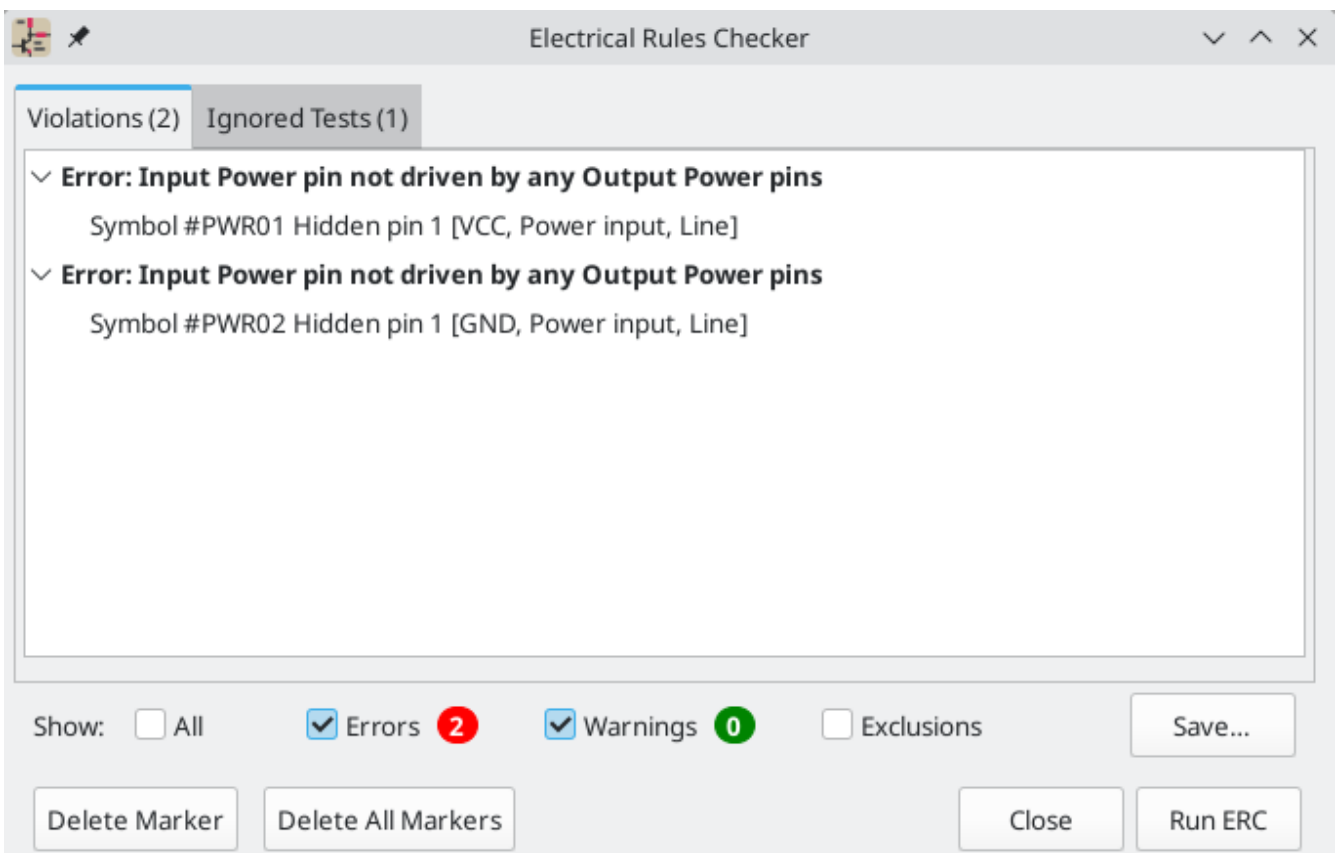 Electrical Rules Checker
Violations (2) Ignored Tests (1)
Error: Input Power pin not driven by any Output Power pins
Symbol #PWR01 Hidden pin 1 [VCC, Power input, Line]
Error: Input Power pin not driven by any Output Power pins
Symbol #PWR02 Hidden pin 1 [GND, Power input, Line]
Show: All Errors 2 Warnings 0 Exclusions Save...
Delete Marker Delete All Markers Close Run ERC